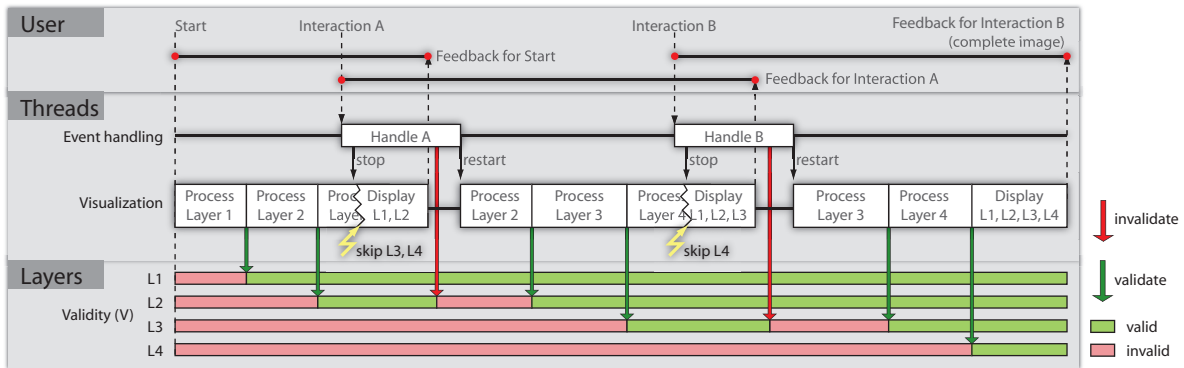 User
Start
Interaction A
Interaction B
Feedback for Interaction B
(complete image)
Feedback for Start
Feedback for Interaction A
Threads
Event handling
Handle A
Handle B
stop
restart
stop
restart
Visualization
Process
Layer 1
Process
Layer 2
Display
L1, L2
Process
Layer 2
Process
Layer 3
Process
Layer 4
Display
L1, L2, L3
Process
Layer 3
Process
Layer 4
Display
L1, L2, L3, L4
skip L3, L4
skip L4
invalidate
validate
valid
invalid
Layers
Validity (V)
L1
L2
L3
L4